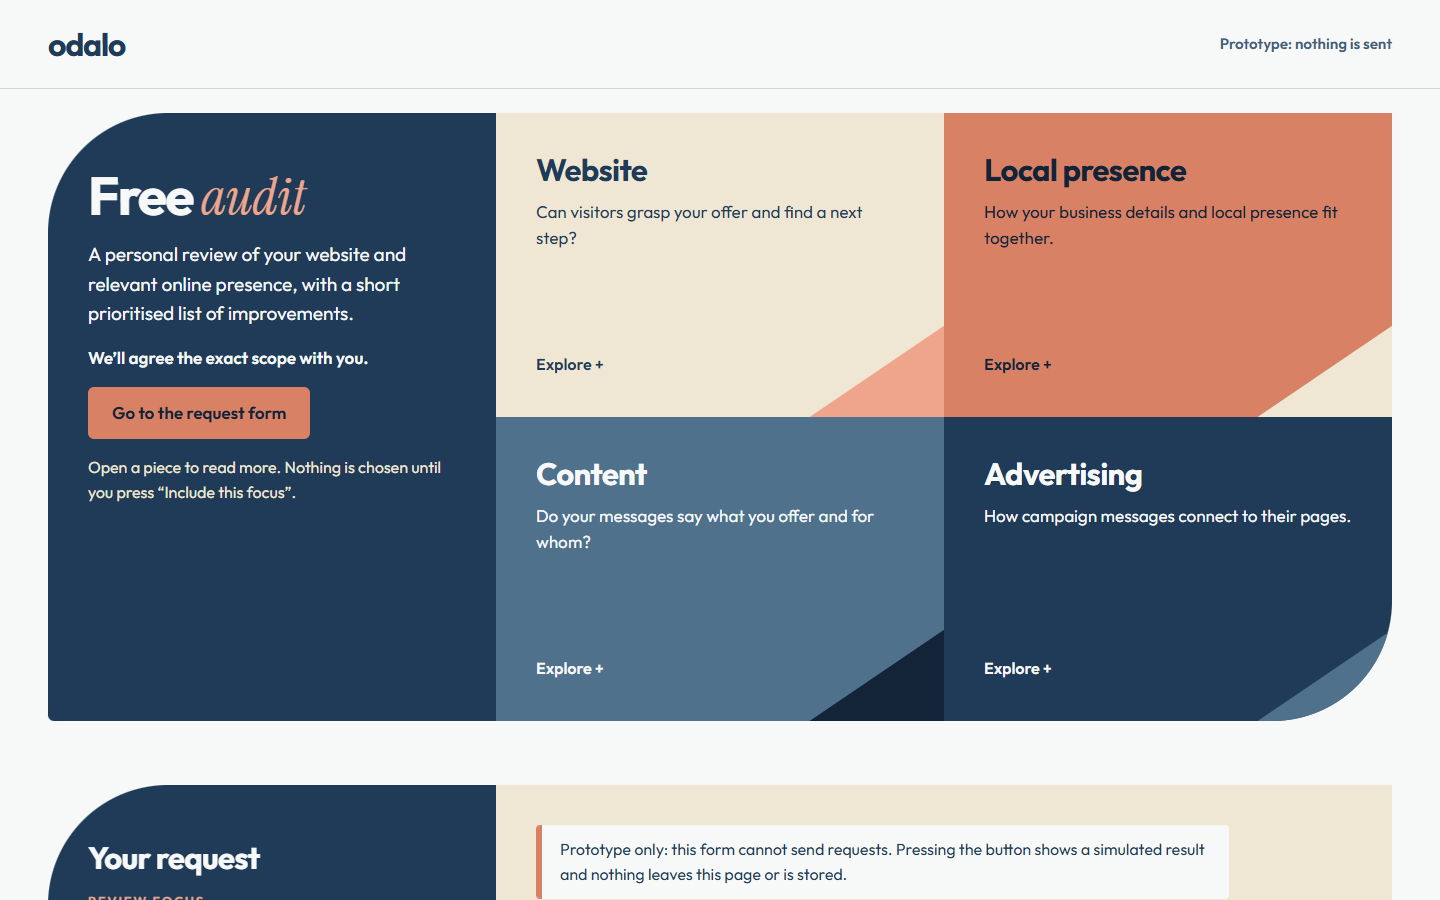 odalo
Prototype: nothing is sent
Free audit
A personal review of your website and
relevant online presence, with a short
prioritised list of improvements.
We’ll agree the exact scope with you.
Go to the request form
Open a piece to read more. Nothing is chosen until
you press “Include this focus”.
Website
Can visitors grasp your offer and find a next
step?
Explore +
Local presence
How your business details and local presence fit
together.
Explore +
Content
Do your messages say what you offer and for
whom?
Explore +
Advertising
How campaign messages connect to their pages.
Explore +
Your request
REVIEW FOCUS
Prototype only: this form cannot send requests. Pressing the button shows a simulated result
and nothing leaves this page or is stored.